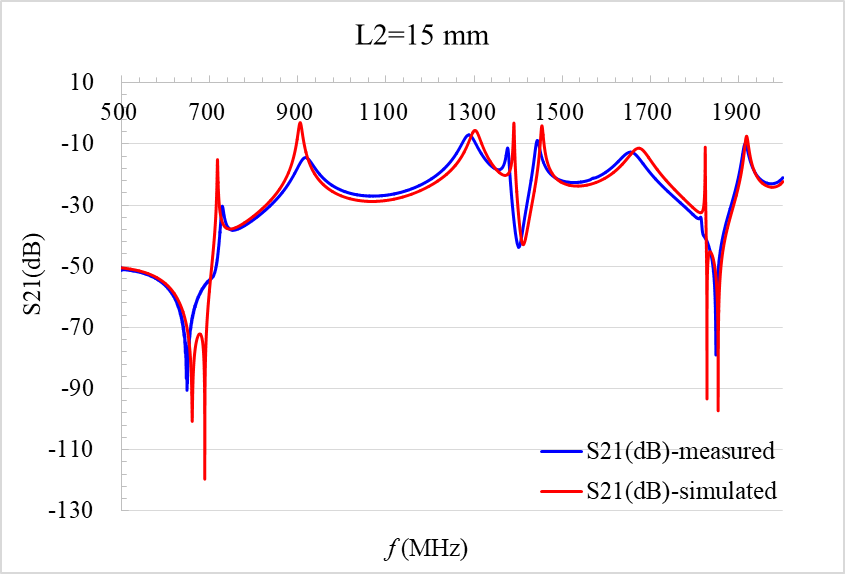 L2=15 mm
10
500 700 900 1100 1300 1500 1700 1900
-10
-30
-50
-70
-90
-110
-130
S21(dB)
S21(dB)-measured
S21(dB)-simulated
f (MHz)